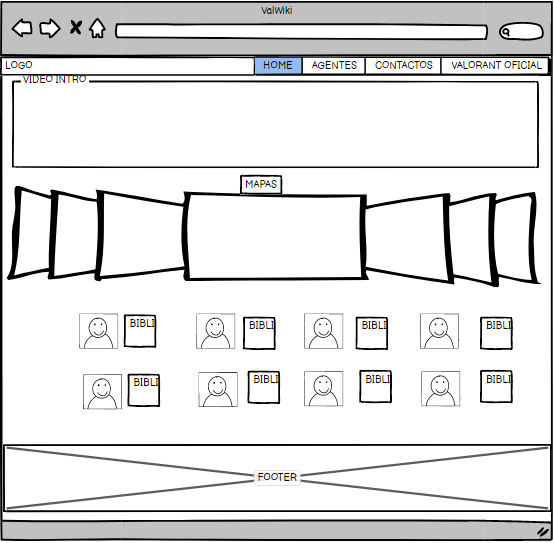 ValWiki
LOGO HOME AGENTES CONTACTOS VALORANT OFICIAL
VIDEO INTRO
MAPAS
BIBLI BIBLI BIBLI BIBLI
BIBLI BIBLI BIBLI BIBLI
FOOTER